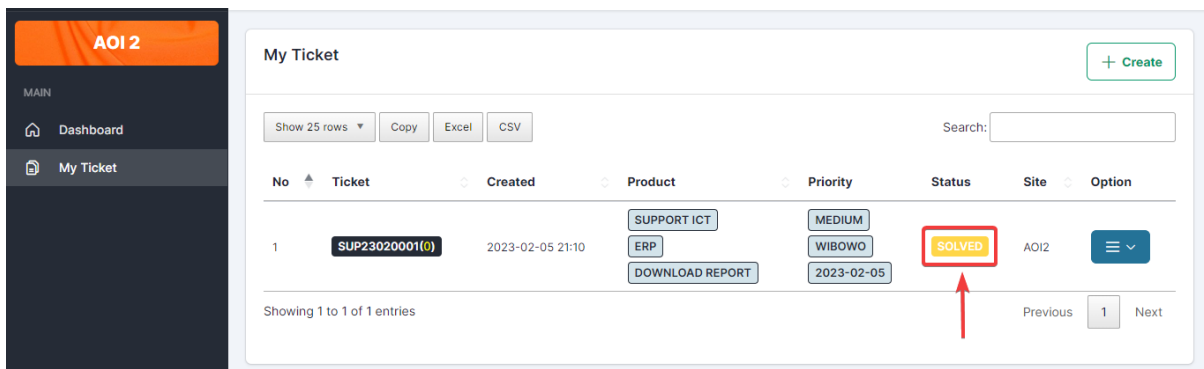 AOI 2
MAIN
Dashboard
My Ticket
My Ticket
+ Create
Show 25 rows Copy Excel CSV Search:
No Ticket Created Product Priority Status Site Option
SUPPORT ICT MEDIUM
1 SUP23020001(0) 2023-02-05 21:10 ERP WIBOWO SOLVED AOI2
DOWNLOAD REPORT 2023-02-05
Showing 1 to 1 of 1 entries Previous 1 Next